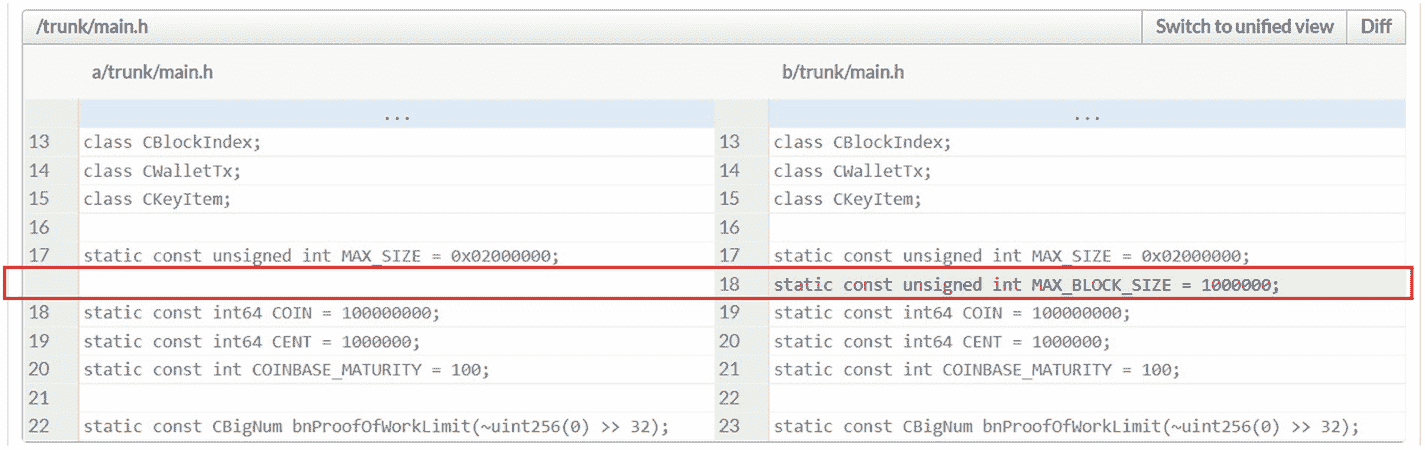 /trunk/main.h Switch to unified view Diff
a/trunk/main.h b/trunk/main.h
... ...
13 class CBlockIndex; 13 class CBlockIndex;
14 class CWalletTx; 14 class CWalletTx;
15 class CKeyItem; 15 class CKeyItem;
16 16
17 static const unsigned int MAX_SIZE = 0x02000000; 17 static const unsigned int MAX_SIZE = 0x02000000;
18 static const unsigned int MAX_BLOCK_SIZE = 1000000;
18 static const int64 COIN = 100000000; 19 static const int64 COIN = 100000000;
19 static const int64 CENT = 1000000; 20 static const int64 CENT = 1000000;
20 static const int COINBASE_MATURITY = 100; 21 static const int COINBASE_MATURITY = 100;
21 22
22 static const CBigNum bnProofOfWorkLimit(~uint256(0) >> 32); 23 static const CBigNum bnProofOfWorkLimit(~uint256(0) >> 32);